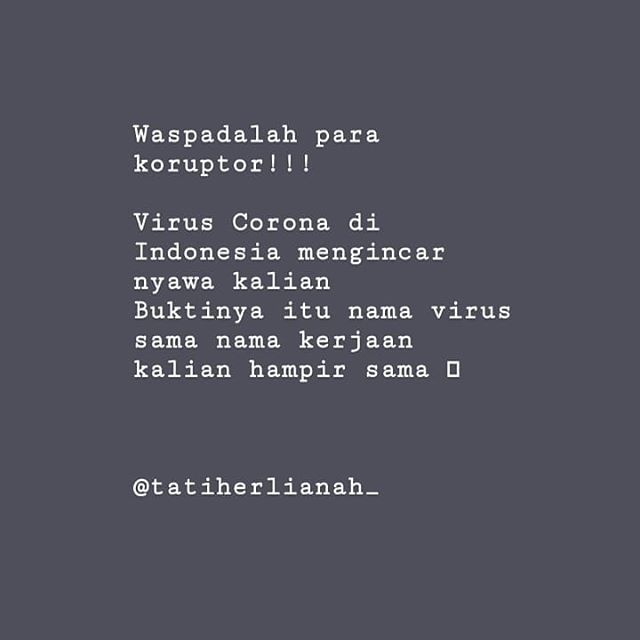 Waspadalah para
koruptor!!!
Virus Corona di
Indonesia mengincar
nyawa kalian
Buktinya itu nama virus
sama nama kerjaan
kalian hampir sama
@tatiherlianah_